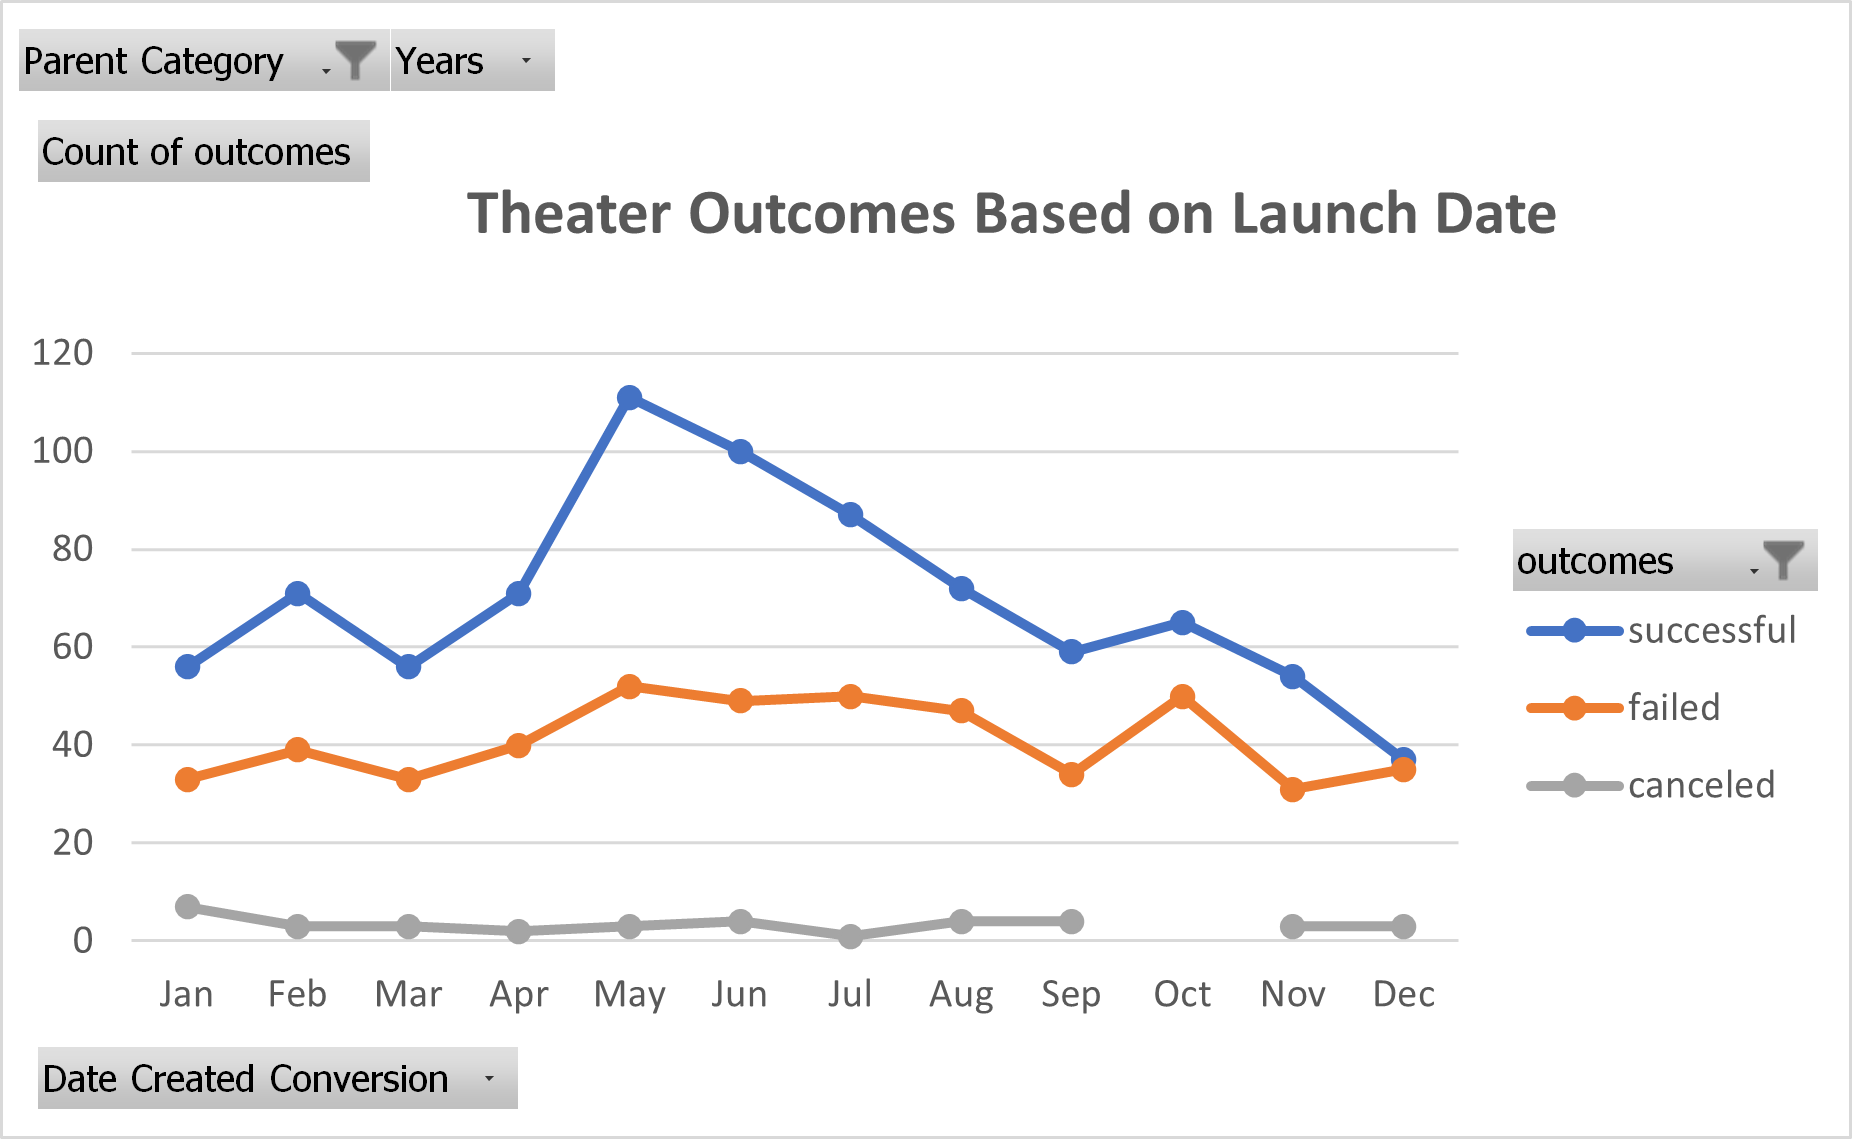 Parent Category Years
Count of outcomes
Theater Outcomes Based on Launch Date
120
100
80
60
40
20
0
Jan Feb Mar Apr May Jun Jul Aug Sep Oct Nov Dec
outcomes
successful
failed
canceled
Date Created Conversion